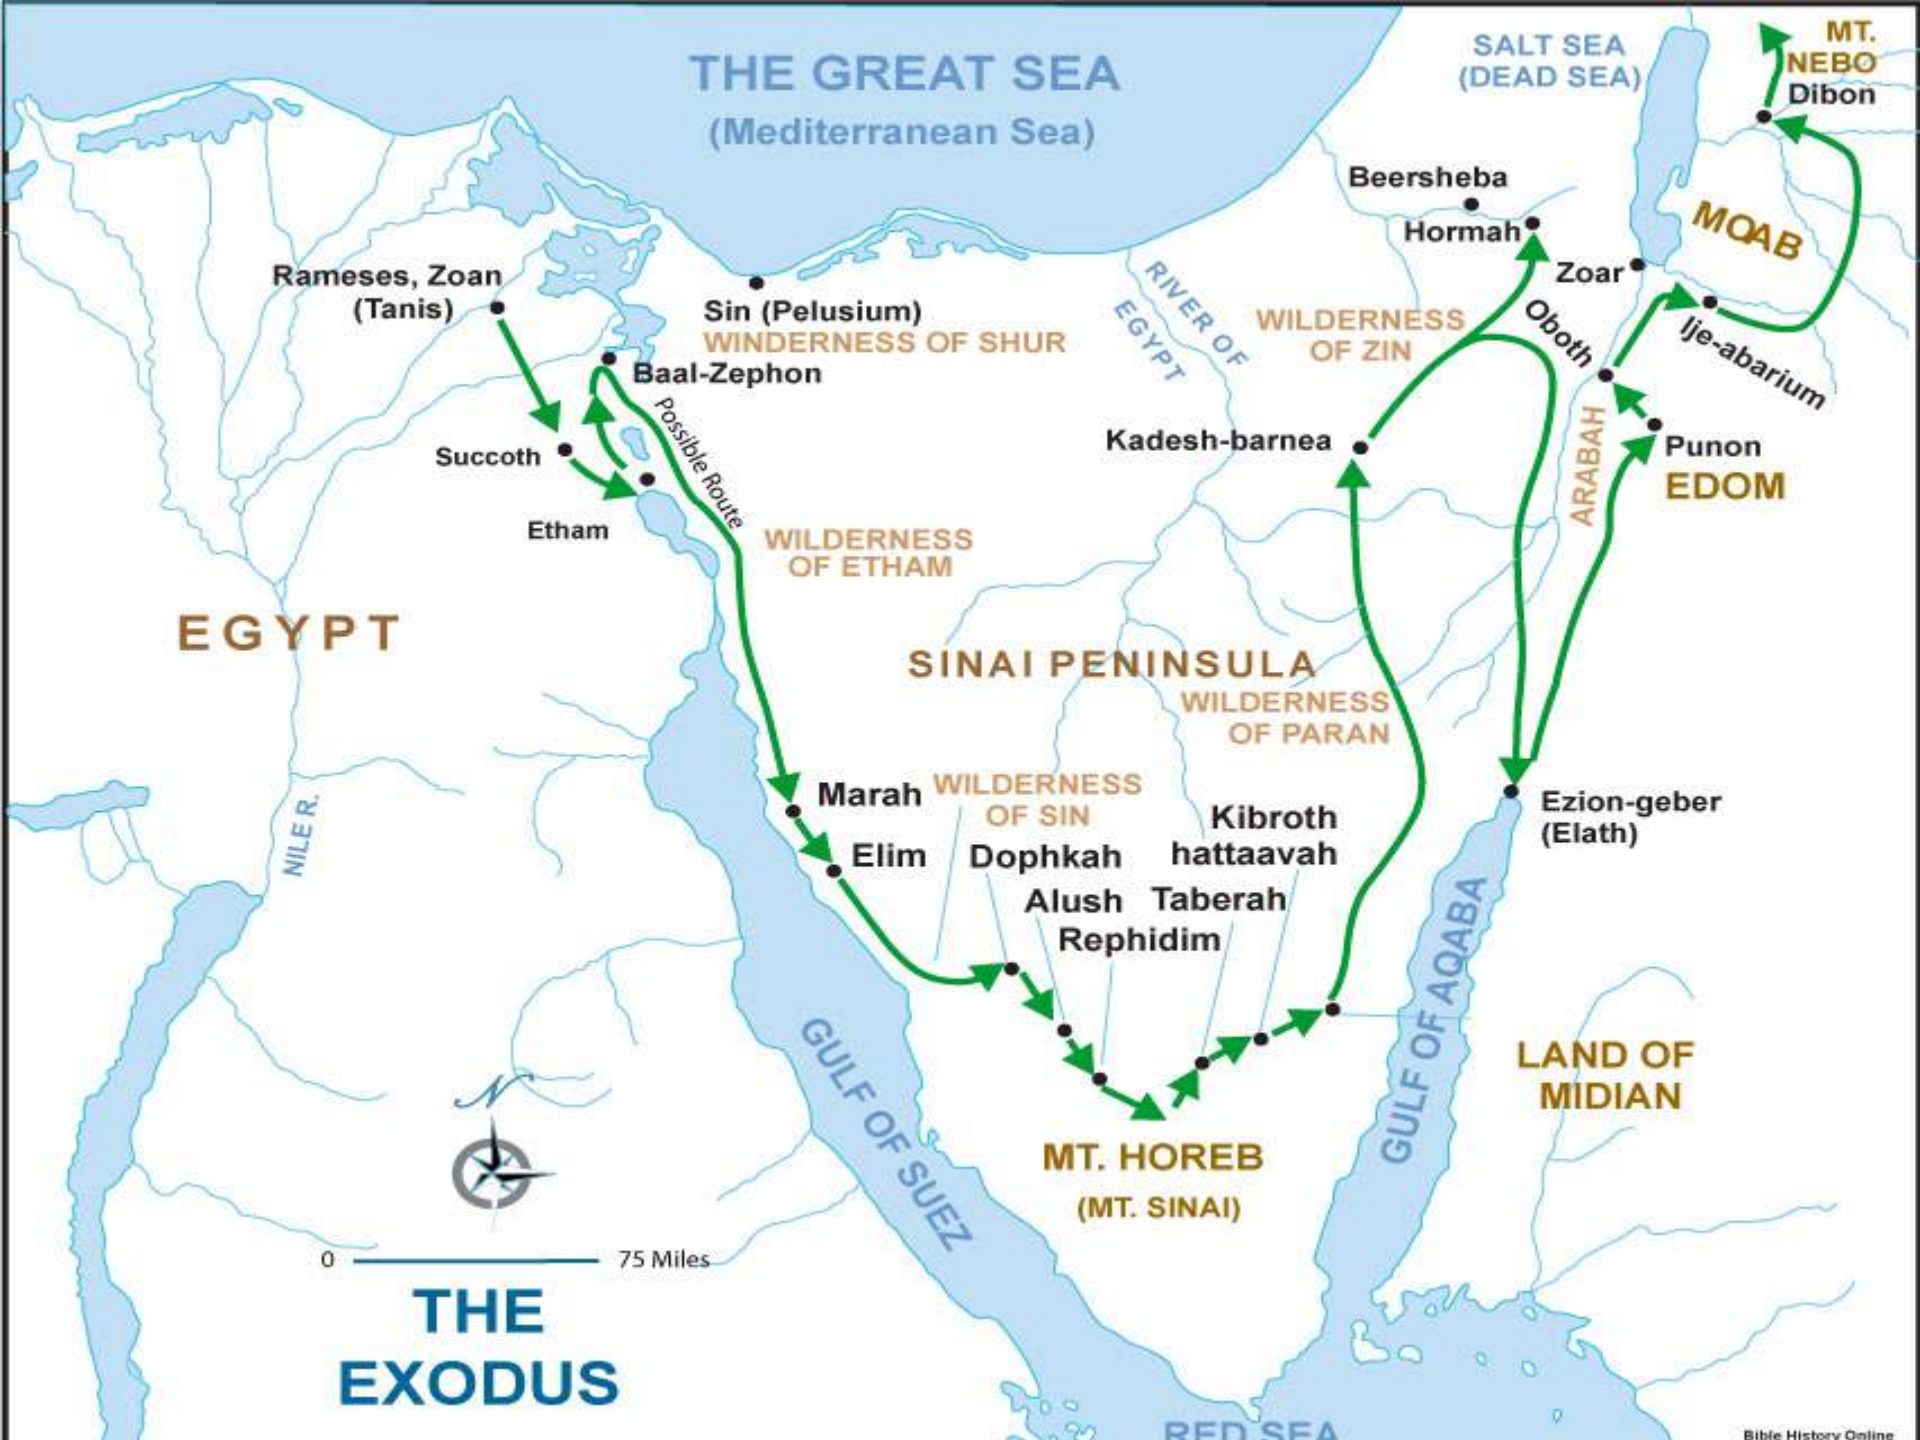 THE GREAT SEA
(Mediterranean Sea)
SALT SEA
(DEAD SEA)
MT.
NEBO
Dibon
Beersheba
Hormah
MOAB
Zoar
Rameses, Zoan
(Tanis)
Sin (Pelusium)
WINDERNESS OF SHUR
RIVER OF
EGYPT
WILDERNESS
OF ZIN
Oboth
Ije-abarium
Baal-Zephon
Possible Route
Succoth
Etham
Kadesh-barnea
ARABAH
Punon
EDOM
WILDERNESS
OF ETHAM
EGYPT
SINAI PENINSULA
WILDERNESS
OF PARAN
NILE R.
Marah
WILDERNESS
OF SIN
Elim
Dophkah
Alush
Rephidim
Kibroth
hattaavah
Taberah
Ezion-geber
(Elath)
GULF OF SUEZ
GULF OF AQABA
LAND OF
MIDIAN
MT. HOREB
(MT. SINAI)
N
0 75 Miles
THE
EXODUS
RED SEA
Bible History Online